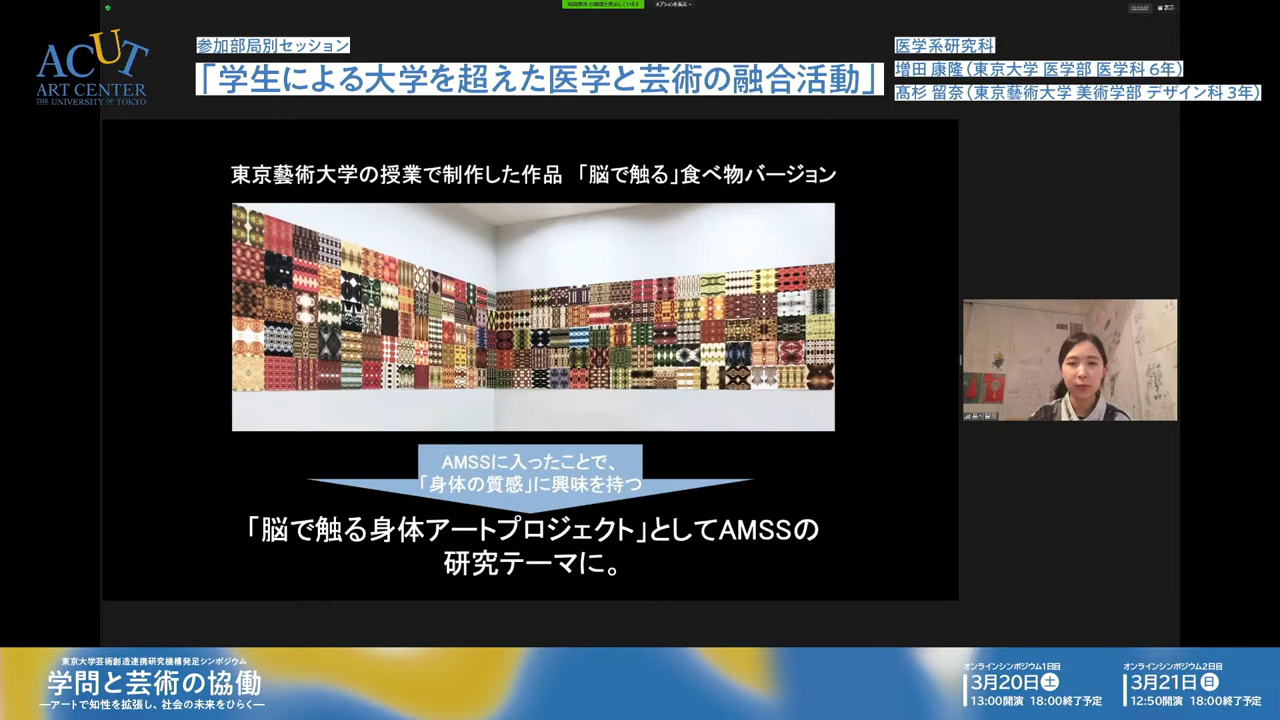 オプションを表示
表示
ACUT
ART CENTER
THE UNIVERSITY OF TOKYO
参加部局別セッション
「学生による大学を超えた医学と芸術の融合活動」
医学系研究科
増田 康隆（東京大学 医学部 医学科 6年）
髙杉 留奈（東京藝術大学 美術学部 デザイン科 3年）
東京藝術大学の授業で制作した作品 「脳で触る」食べ物バージョン
AMSSに入ったことで、
「身体の質感」に興味を持つ
「脳で触る身体アートプロジェクト」としてAMSSの
研究テーマに。
東京大学芸術創造連携研究機構発足シンポジウム
学問と芸術の協働
―アートで知性を拡張し、社会の未来をひらく―
オンラインシンポジウム1日目
3月20日 土
13:00開演 18:00終了予定
オンラインシンポジウム2日目
3月21日 日
12:50開演 18:00終了予定